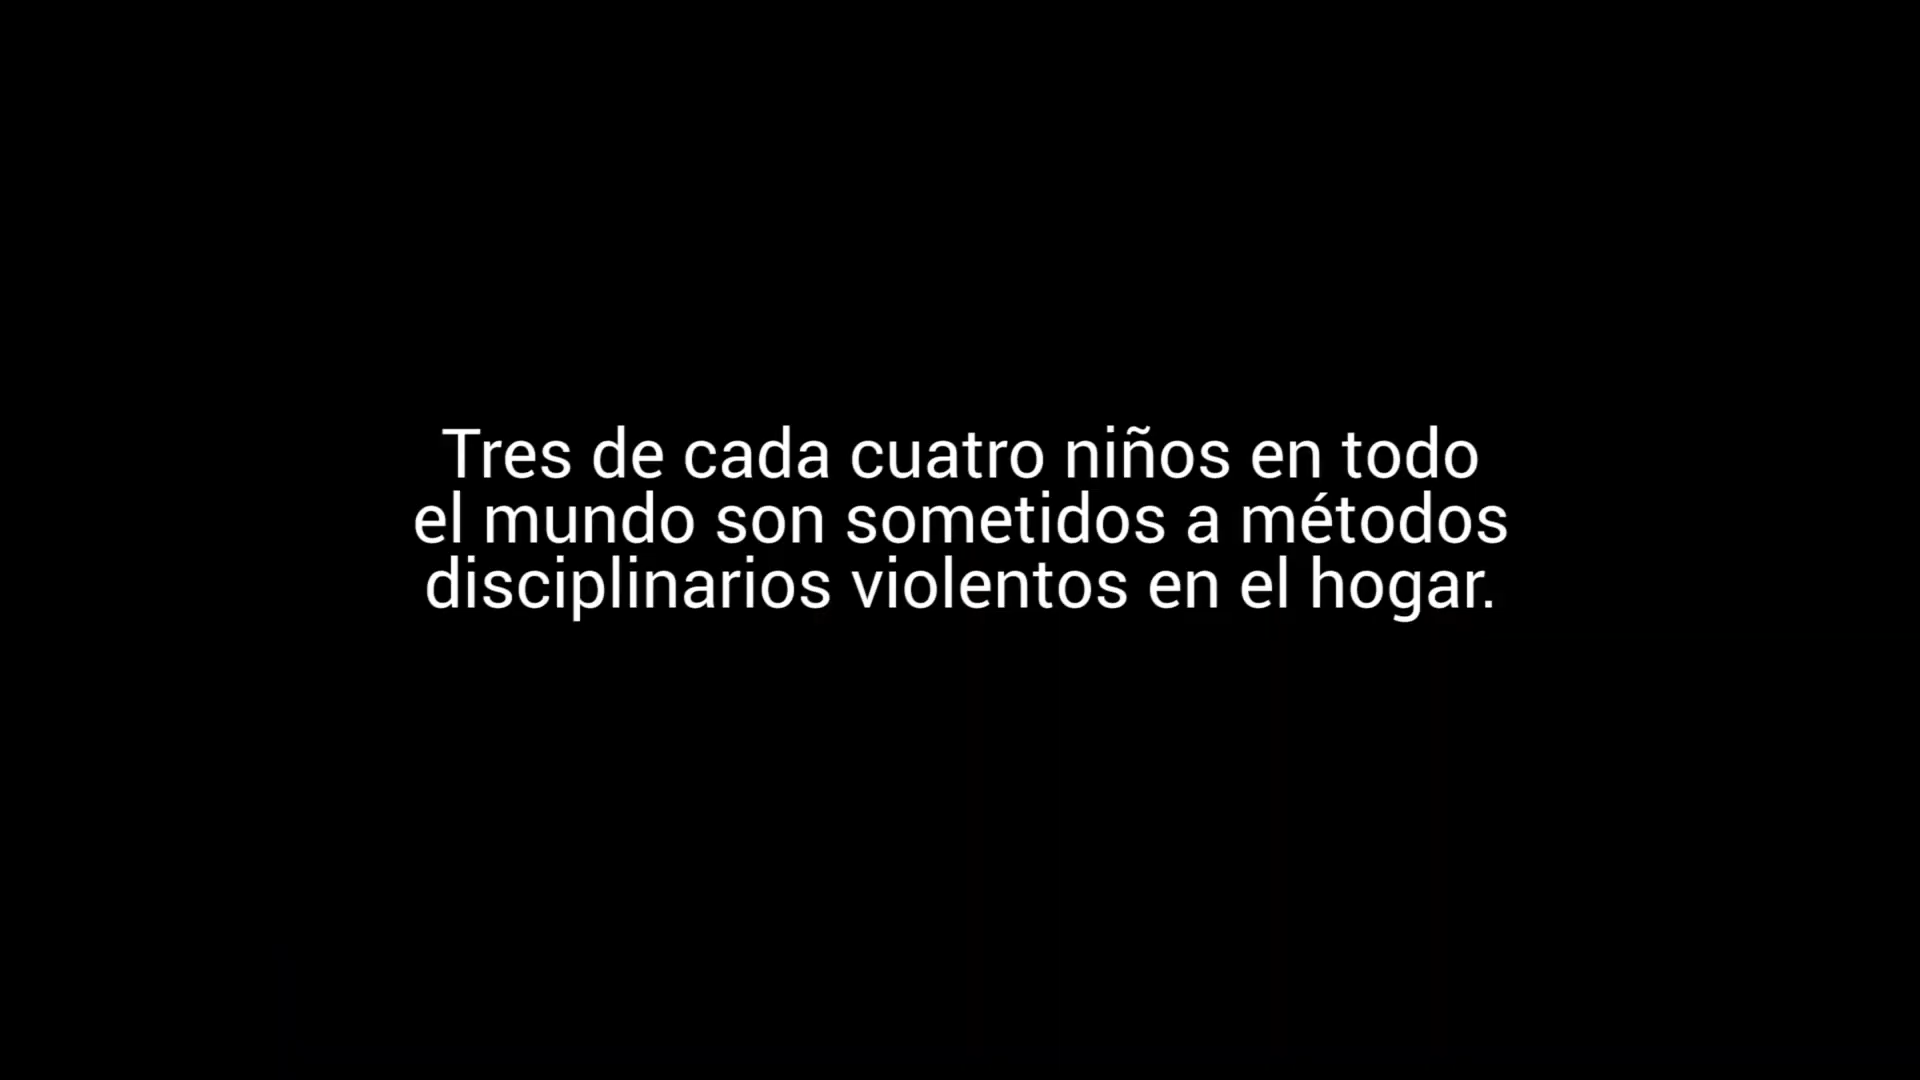 Tres de cada cuatro niños en todo
el mundo son sometidos a métodos
disciplinarios violentos en el hogar.